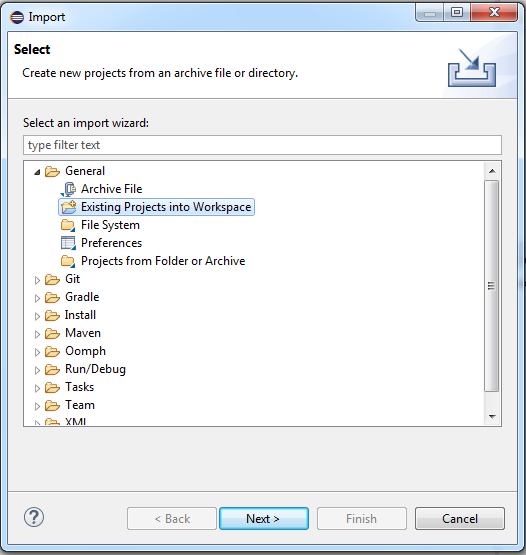 Import
Select
Create new projects from an archive file or directory.
Select an import wizard:
type filter text
General
Archive File
Existing Projects into Workspace
File System
Preferences
Projects from Folder or Archive
Git
Gradle
Install
Maven
Oomph
Run/Debug
Tasks
Team
XML
?
< Back
Next >
Finish
Cancel